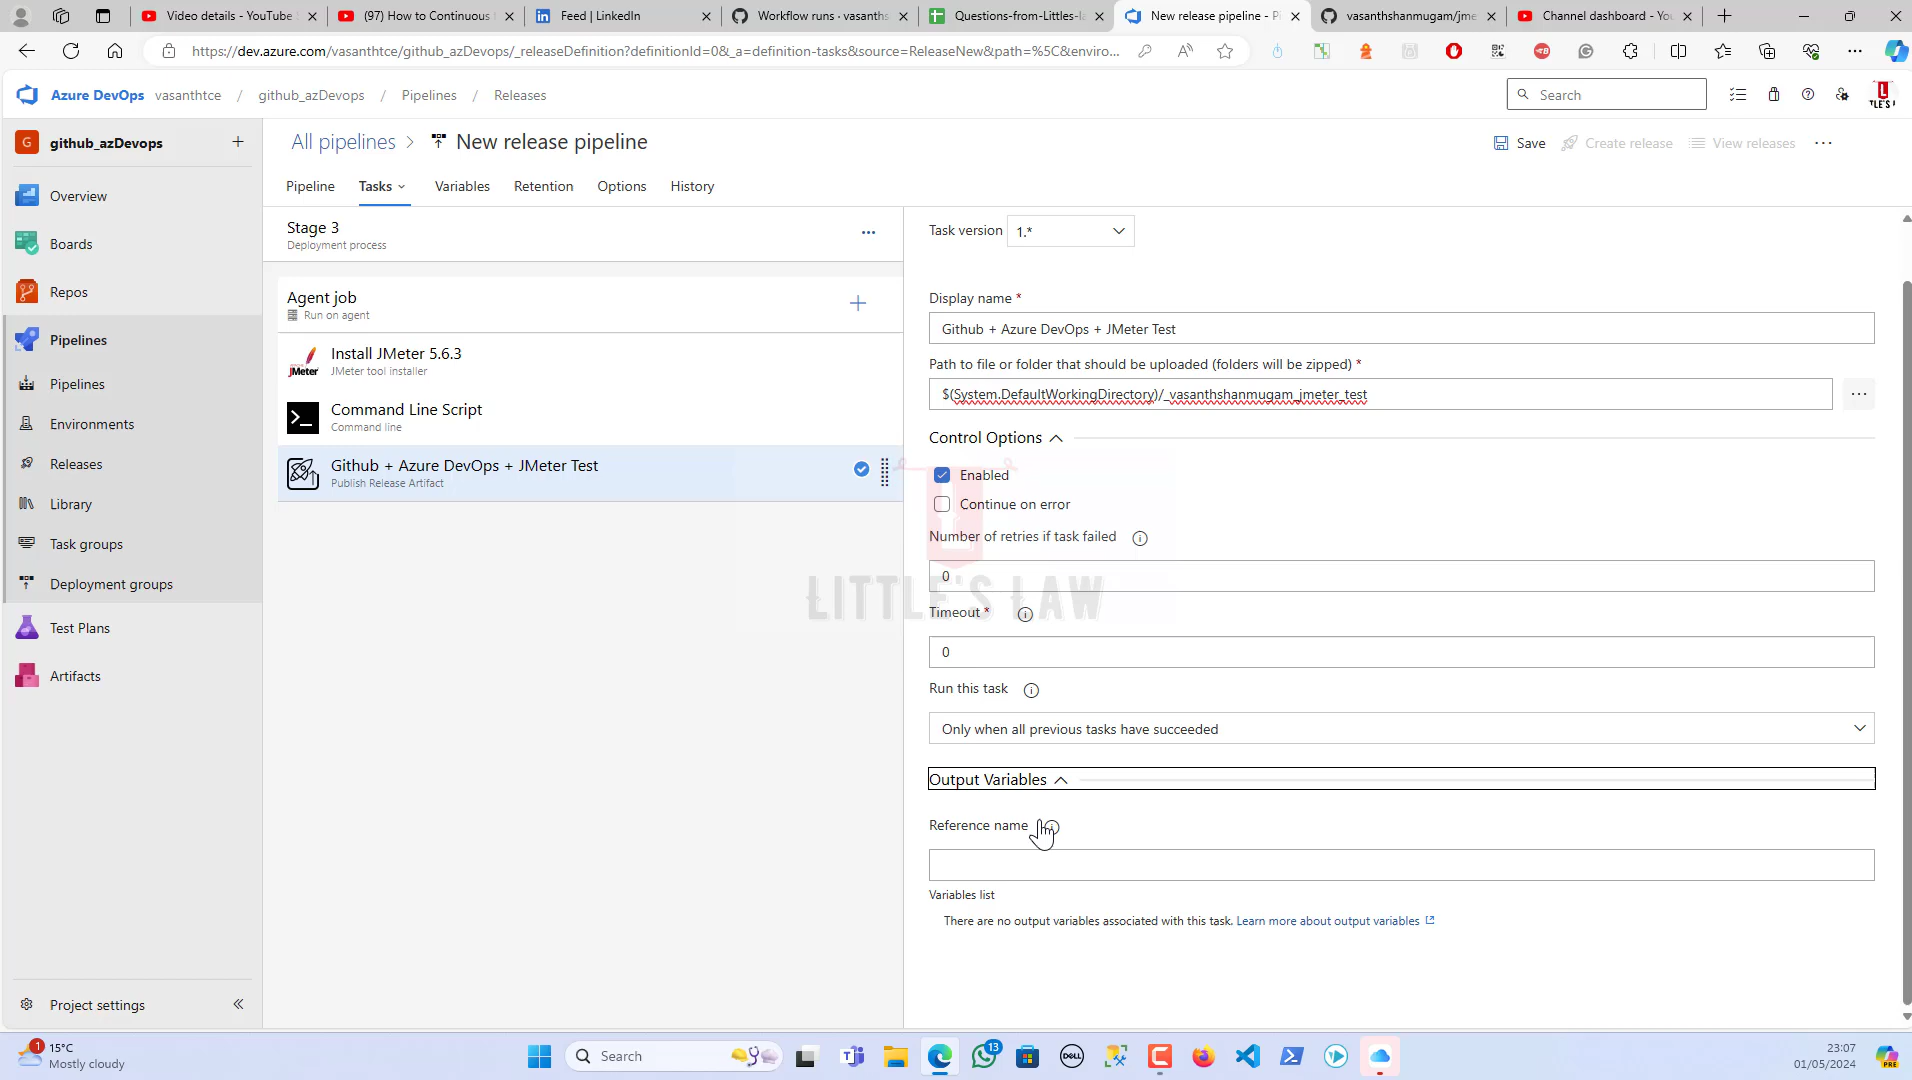 Video details - YouTube
(97) How to Continuous
Feed | LinkedIn
Workflow runs · vasanths
Questions-from-Littles-la
New release pipeline - Pi
vasanthshanmugam/jme
Channel dashboard - You
https://dev.azure.com/vasanthtce/github_azDevops/_releaseDefinition?definitionId=0&_a=definition-tasks&source=ReleaseNew&path=%5C&enviro...
Azure DevOps vasanthtce / github_azDevops / Pipelines / Releases
Search
G github_azDevops
All pipelines > New release pipeline
Save Create release View releases ...
Pipeline Tasks Variables Retention Options History
Overview
Boards
Repos
Pipelines
Pipelines
Environments
Releases
Library
Task groups
Deployment groups
Test Plans
Artifacts
Project settings
Stage 3
Deployment process
Agent job
Run on agent
Install JMeter 5.6.3
JMeter tool installer
Command Line Script
Command line
Github + Azure DevOps + JMeter Test
Publish Release Artifact
Task version 1.*
Display name *
Github + Azure DevOps + JMeter Test
Path to file or folder that should be uploaded (folders will be zipped) *
$(System.DefaultWorkingDirectory)/_vasanthshanmugam_jmeter_test
Control Options
Enabled
Continue on error
Number of retries if task failed
0
LITTLE'S LAW
Timeout *
0
Run this task
Only when all previous tasks have succeeded
Output Variables
Reference name
Variables list
There are no output variables associated with this task. Learn more about output variables
15°C
Mostly cloudy
Search
13
DELL
23:07
01/05/2024
PRE